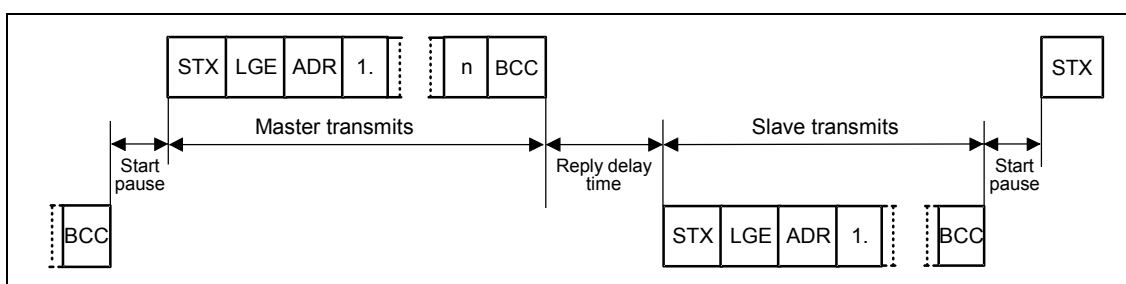 STX LGE ADR 1. n BCC STX
Master transmits Slave transmits
Start pause Reply delay time Start pause
BCC STX LGE ADR 1. BCC